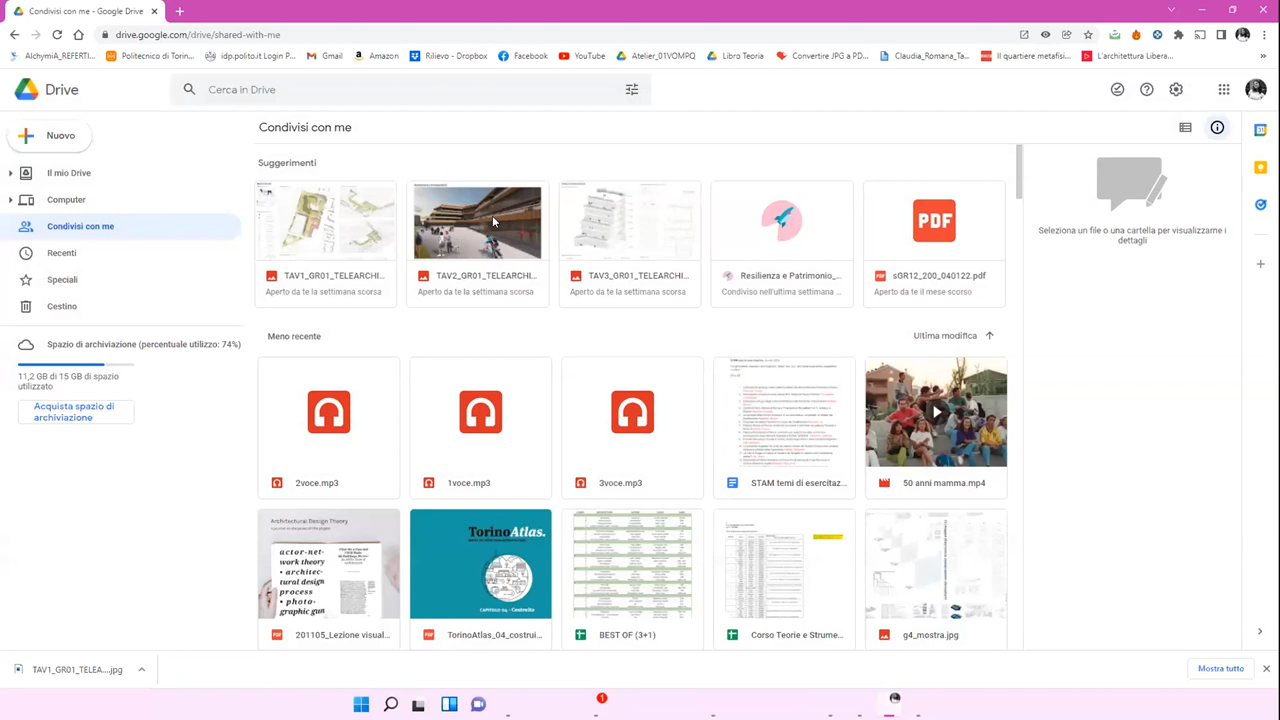 Condivisi con me - Google Drive
drive.google.com/drive/shared-with-me
AlchymiA_REFERTI...
Politecnico di Torin...
idp.polito.it Login P...
Gmail
Amazon
Rilievo - Dropbox
Facebook
YouTube
Atelier_01VOMPQ
Libro Teoria
Convertire JPG a PD...
Claudia_Romana_Ta...
Il quartiere metafisi...
L'architettura Libera...
Drive
Cerca in Drive
Nuovo
Il mio Drive
Computer
Condivisi con me
Recenti
Speciali
Cestino
Spazio di archiviazione (percentuale utilizzo: 74%)
utilizzato
Acquista spazio di
archiviazione
Condivisi con me
Suggerimenti
TAV1_GR01_TELEARCHI...
Aperto da te la settimana scorsa
TAV2_GR01_TELEARCHI...
Aperto da te la settimana scorsa
TAV3_GR01_TELEARCHI...
Aperto da te la settimana scorsa
Resilienza e Patrimonio_...
Condiviso nell'ultima settimana ...
PDF
sGR12_200_040122.pdf
Aperto da te il mese scorso
Meno recente
Ultima modifica
2voce.mp3
1voce.mp3
3voce.mp3
STAM temi di esercitaz...
50 anni mamma.mp4
Architectural Design Theory
actor-net-
work theory
• architec-
tural design
process
• photo-
graphic gun
201105_Lezione visual...
TorinoAtlas.
CAPITOLO 04 - Costruito
TorinoAtlas_04_costrui...
BEST OF (3+1)
Corso Teorie e Strume...
g4_mostra.jpg
Seleziona un file o una cartella per visualizzarne i
dettagli
TAV1_GR01_TELEA....jpg
Mostra tutto
1